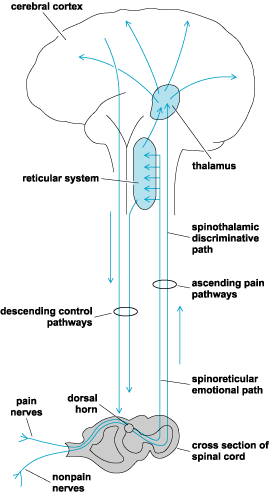 cerebral cortex
thalamus
reticular system
spinothalamic
discriminative
path
ascending pain
pathways
descending control
pathways
spinoreticular
emotional path
dorsal
horn
pain
nerves
cross section of
spinal cord
nonpain
nerves